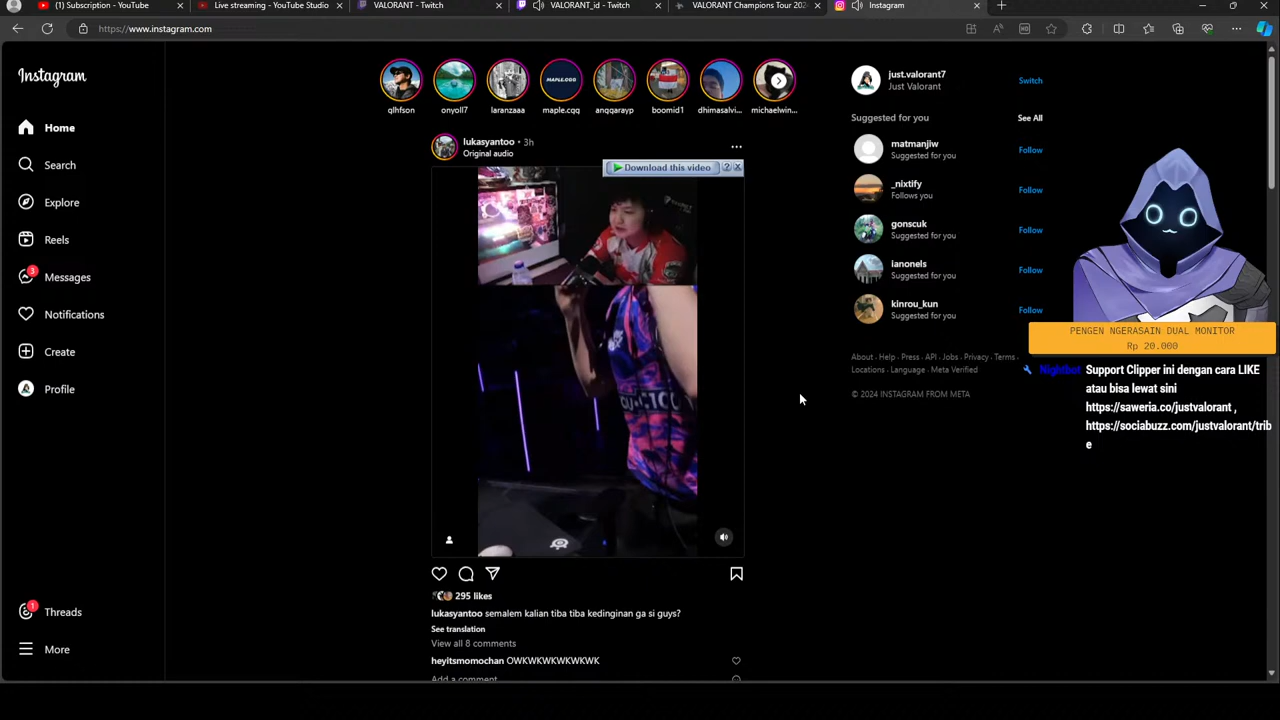 (1) Subscription - YouTube
Live streaming - YouTube Studio
VALORANT - Twitch
VALORANT_id - Twitch
VALORANT Champions Tour 202
Instagram
https://www.instagram.com
Instagram
Home
Search
Explore
Reels
3
Messages
Notifications
Create
Profile
1
Threads
More
qlhfson
onyoll7
laranzaaa
maple.cgg
anqqarayp
boomid1
dhimasalvi...
michaelwin...
MAPLE.CGG
lukasyantoo • 3h
Original audio
Download this video
295 likes
lukasyantoo semalem kalian tiba tiba kedinginan ga si guys?
See translation
View all 8 comments
heyitsmomochan OWKWKWKWKWKWK
Add a comment
just.valorant7
Just Valorant
Switch
Suggested for you
See All
matmanjiw
Suggested for you
Follow
_nixtify
Follows you
Follow
gonscuk
Suggested for you
Follow
ianonels
Suggested for you
Follow
kinrou_kun
Suggested for you
Follow
About · Help · Press · API · Jobs · Privacy · Terms ·
Locations · Language · Meta Verified
© 2024 INSTAGRAM FROM META
PENGEN NGERASAIN DUAL MONITOR
Rp 20.000
Nightbot Support Clipper ini dengan cara LIKE
atau bisa lewat sini
https://saweria.co/justvalorant ,
https://sociabuzz.com/justvalorant/trib
e